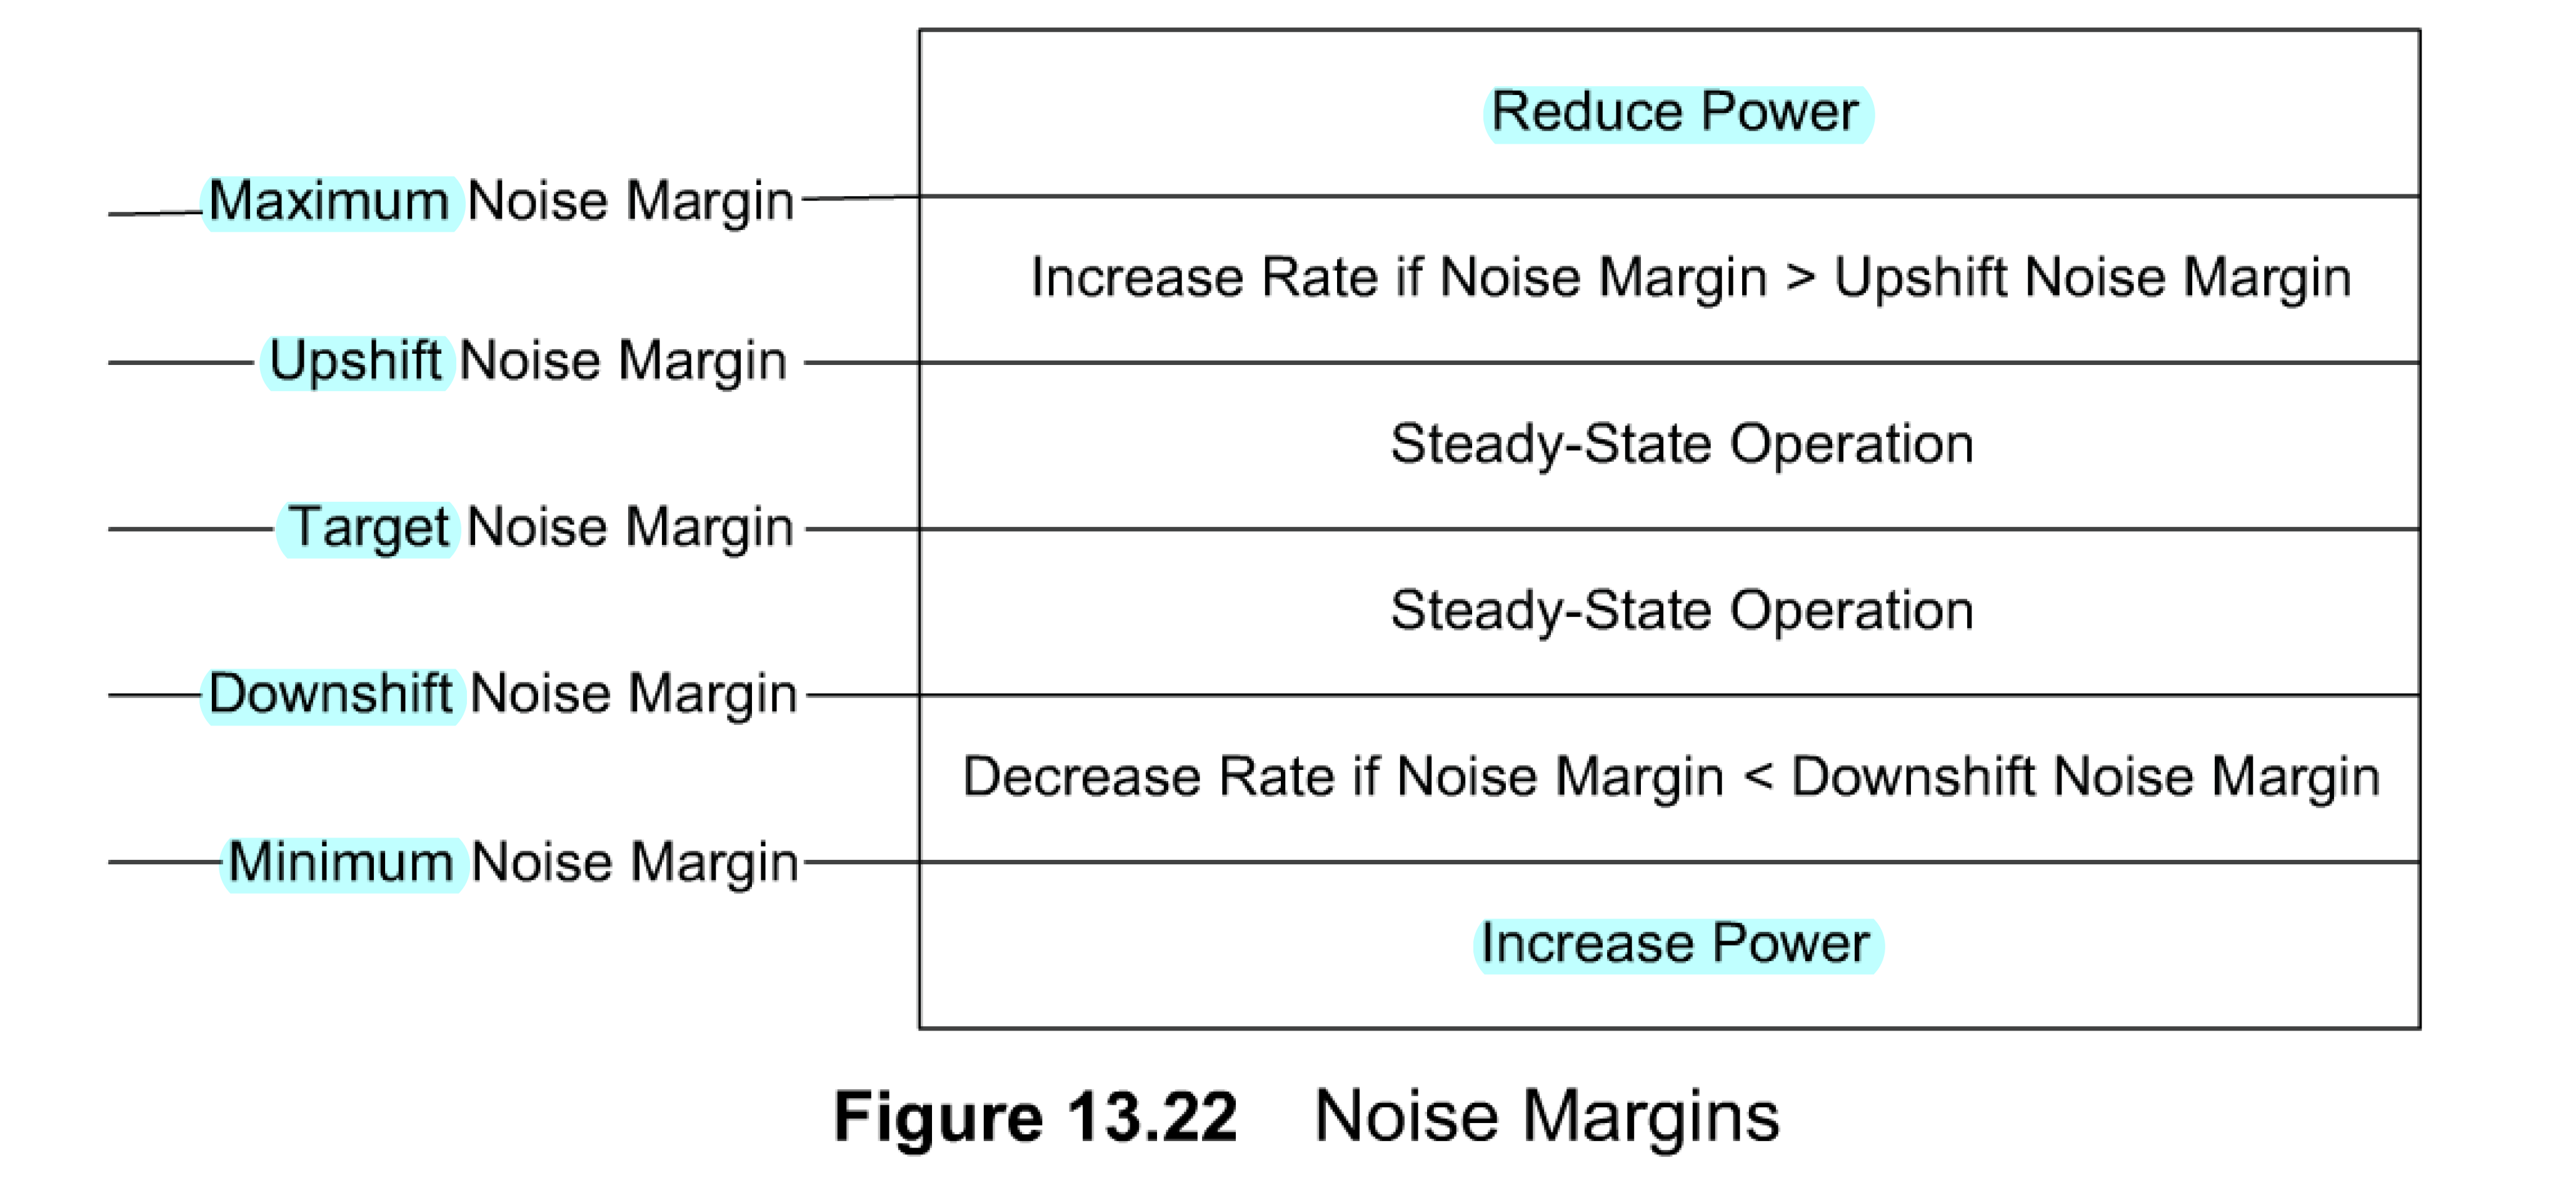 Reduce Power
Maximum Noise Margin
Increase Rate if Noise Margin > Upshift Noise Margin
Upshift Noise Margin
Steady-State Operation
Target Noise Margin
Steady-State Operation
Downshift Noise Margin
Decrease Rate if Noise Margin < Downshift Noise Margin
Minimum Noise Margin
Increase Power
Figure 13.22 Noise Margins